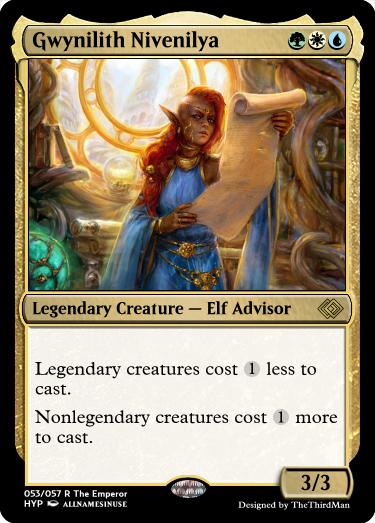 Gwynilith Nivenilya
Legendary Creature — Elf Advisor
Legendary creatures cost 1 less to
cast.
Nonlegendary creatures cost 1 more
to cast.
3/3
053/057 R The Emperor
HYP ALLNAMESINUSE
Designed by TheThirdMan